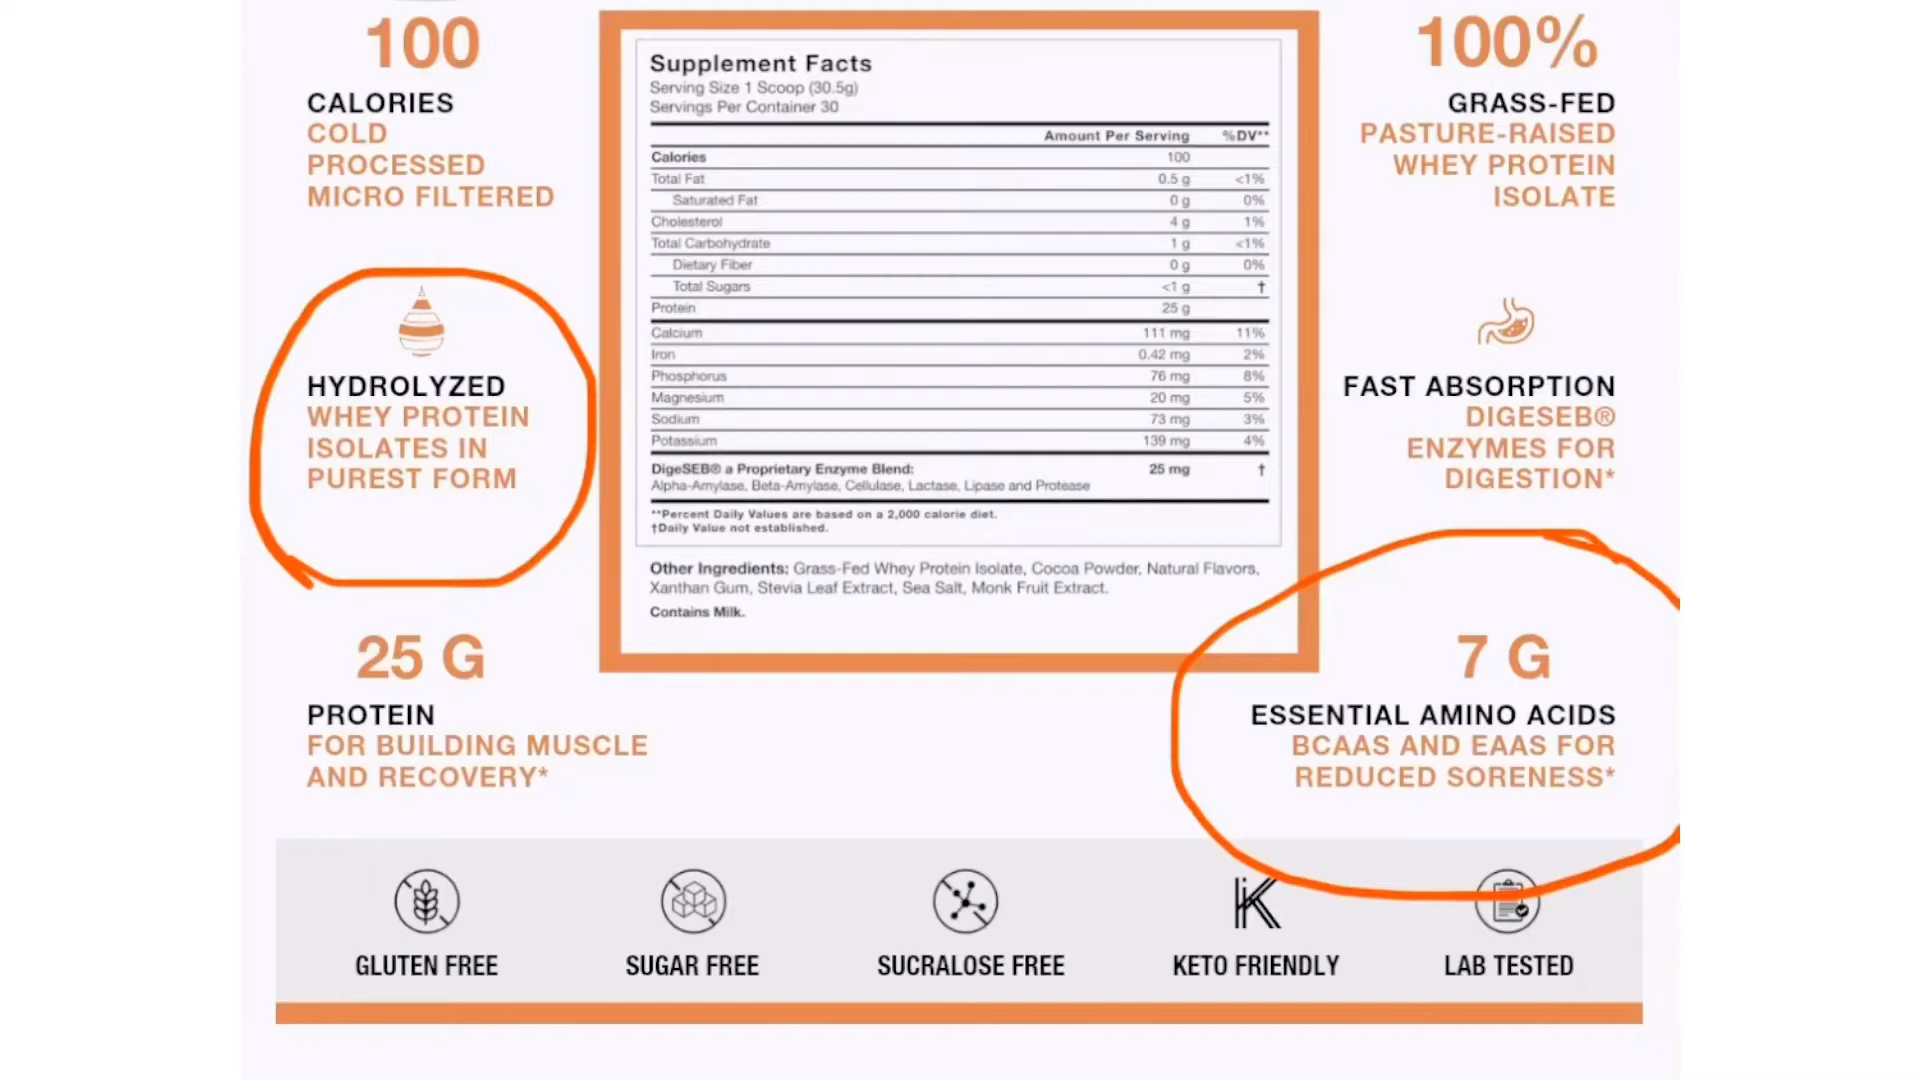 100
CALORIES
COLD
PROCESSED
MICRO FILTERED
HYDROLYZED
WHEY PROTEIN
ISOLATES IN
PUREST FORM
25 G
PROTEIN
FOR BUILDING MUSCLE
AND RECOVERY*
Supplement Facts
Serving Size 1 Scoop (30.5g)
Servings Per Container 30
Amount Per Serving %DV**
Calories 100
Total Fat 0.5 g <1%
Saturated Fat 0 g 0%
Cholesterol 4 g 1%
Total Carbohydrate 1 g <1%
Dietary Fiber 0 g 0%
Total Sugars <1 g †
Protein 25 g
Calcium 111 mg 11%
Iron 0.42 mg 2%
Phosphorus 76 mg 8%
Magnesium 20 mg 5%
Sodium 73 mg 3%
Potassium 139 mg 4%
DigeSEB® a Proprietary Enzyme Blend: 25 mg †
Alpha-Amylase, Beta-Amylase, Cellulase, Lactase, Lipase and Protease
**Percent Daily Values are based on a 2,000 calorie diet.
†Daily Value not established.
Other Ingredients: Grass-Fed Whey Protein Isolate, Cocoa Powder, Natural Flavors,
Xanthan Gum, Stevia Leaf Extract, Sea Salt, Monk Fruit Extract.
Contains Milk.
100%
GRASS-FED
PASTURE-RAISED
WHEY PROTEIN
ISOLATE
FAST ABSORPTION
DIGESEB®
ENZYMES FOR
DIGESTION*
7 G
ESSENTIAL AMINO ACIDS
BCAAS AND EAAS FOR
REDUCED SORENESS*
GLUTEN FREE
SUGAR FREE
SUCRALOSE FREE
KETO FRIENDLY
LAB TESTED